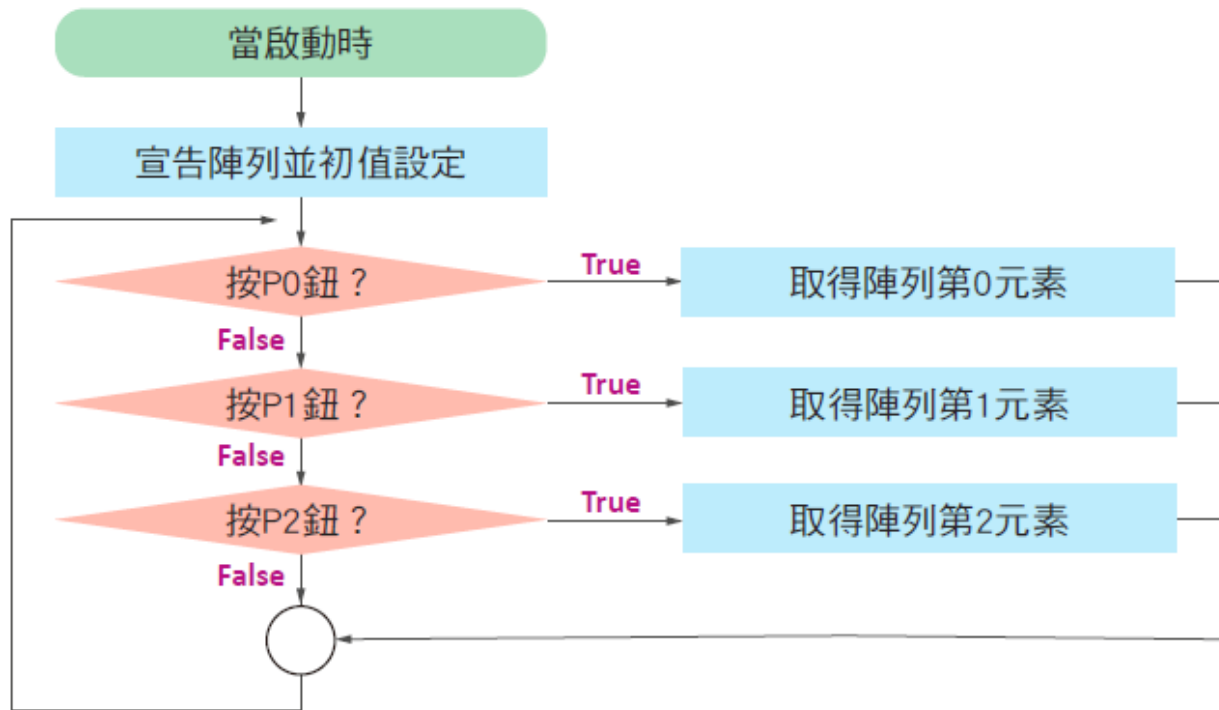 當啟動時
宣告陣列並初值設定
按P0鈕？
True
取得陣列第0元素
False
按P1鈕？
True
取得陣列第1元素
False
按P2鈕？
True
取得陣列第2元素
False